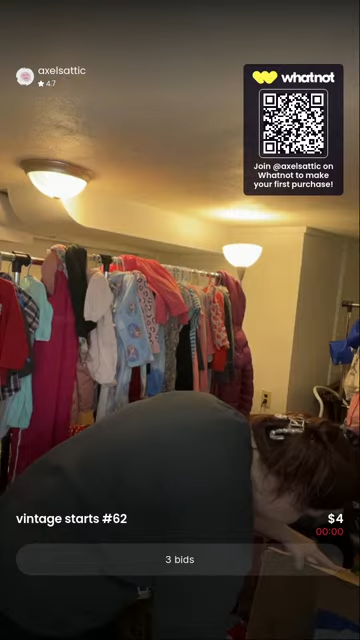 axelsattic
4.7
whatnot
Join @axelsattic on
Whatnot to make
your first purchase!
vintage starts #62
$4
00:00
3 bids